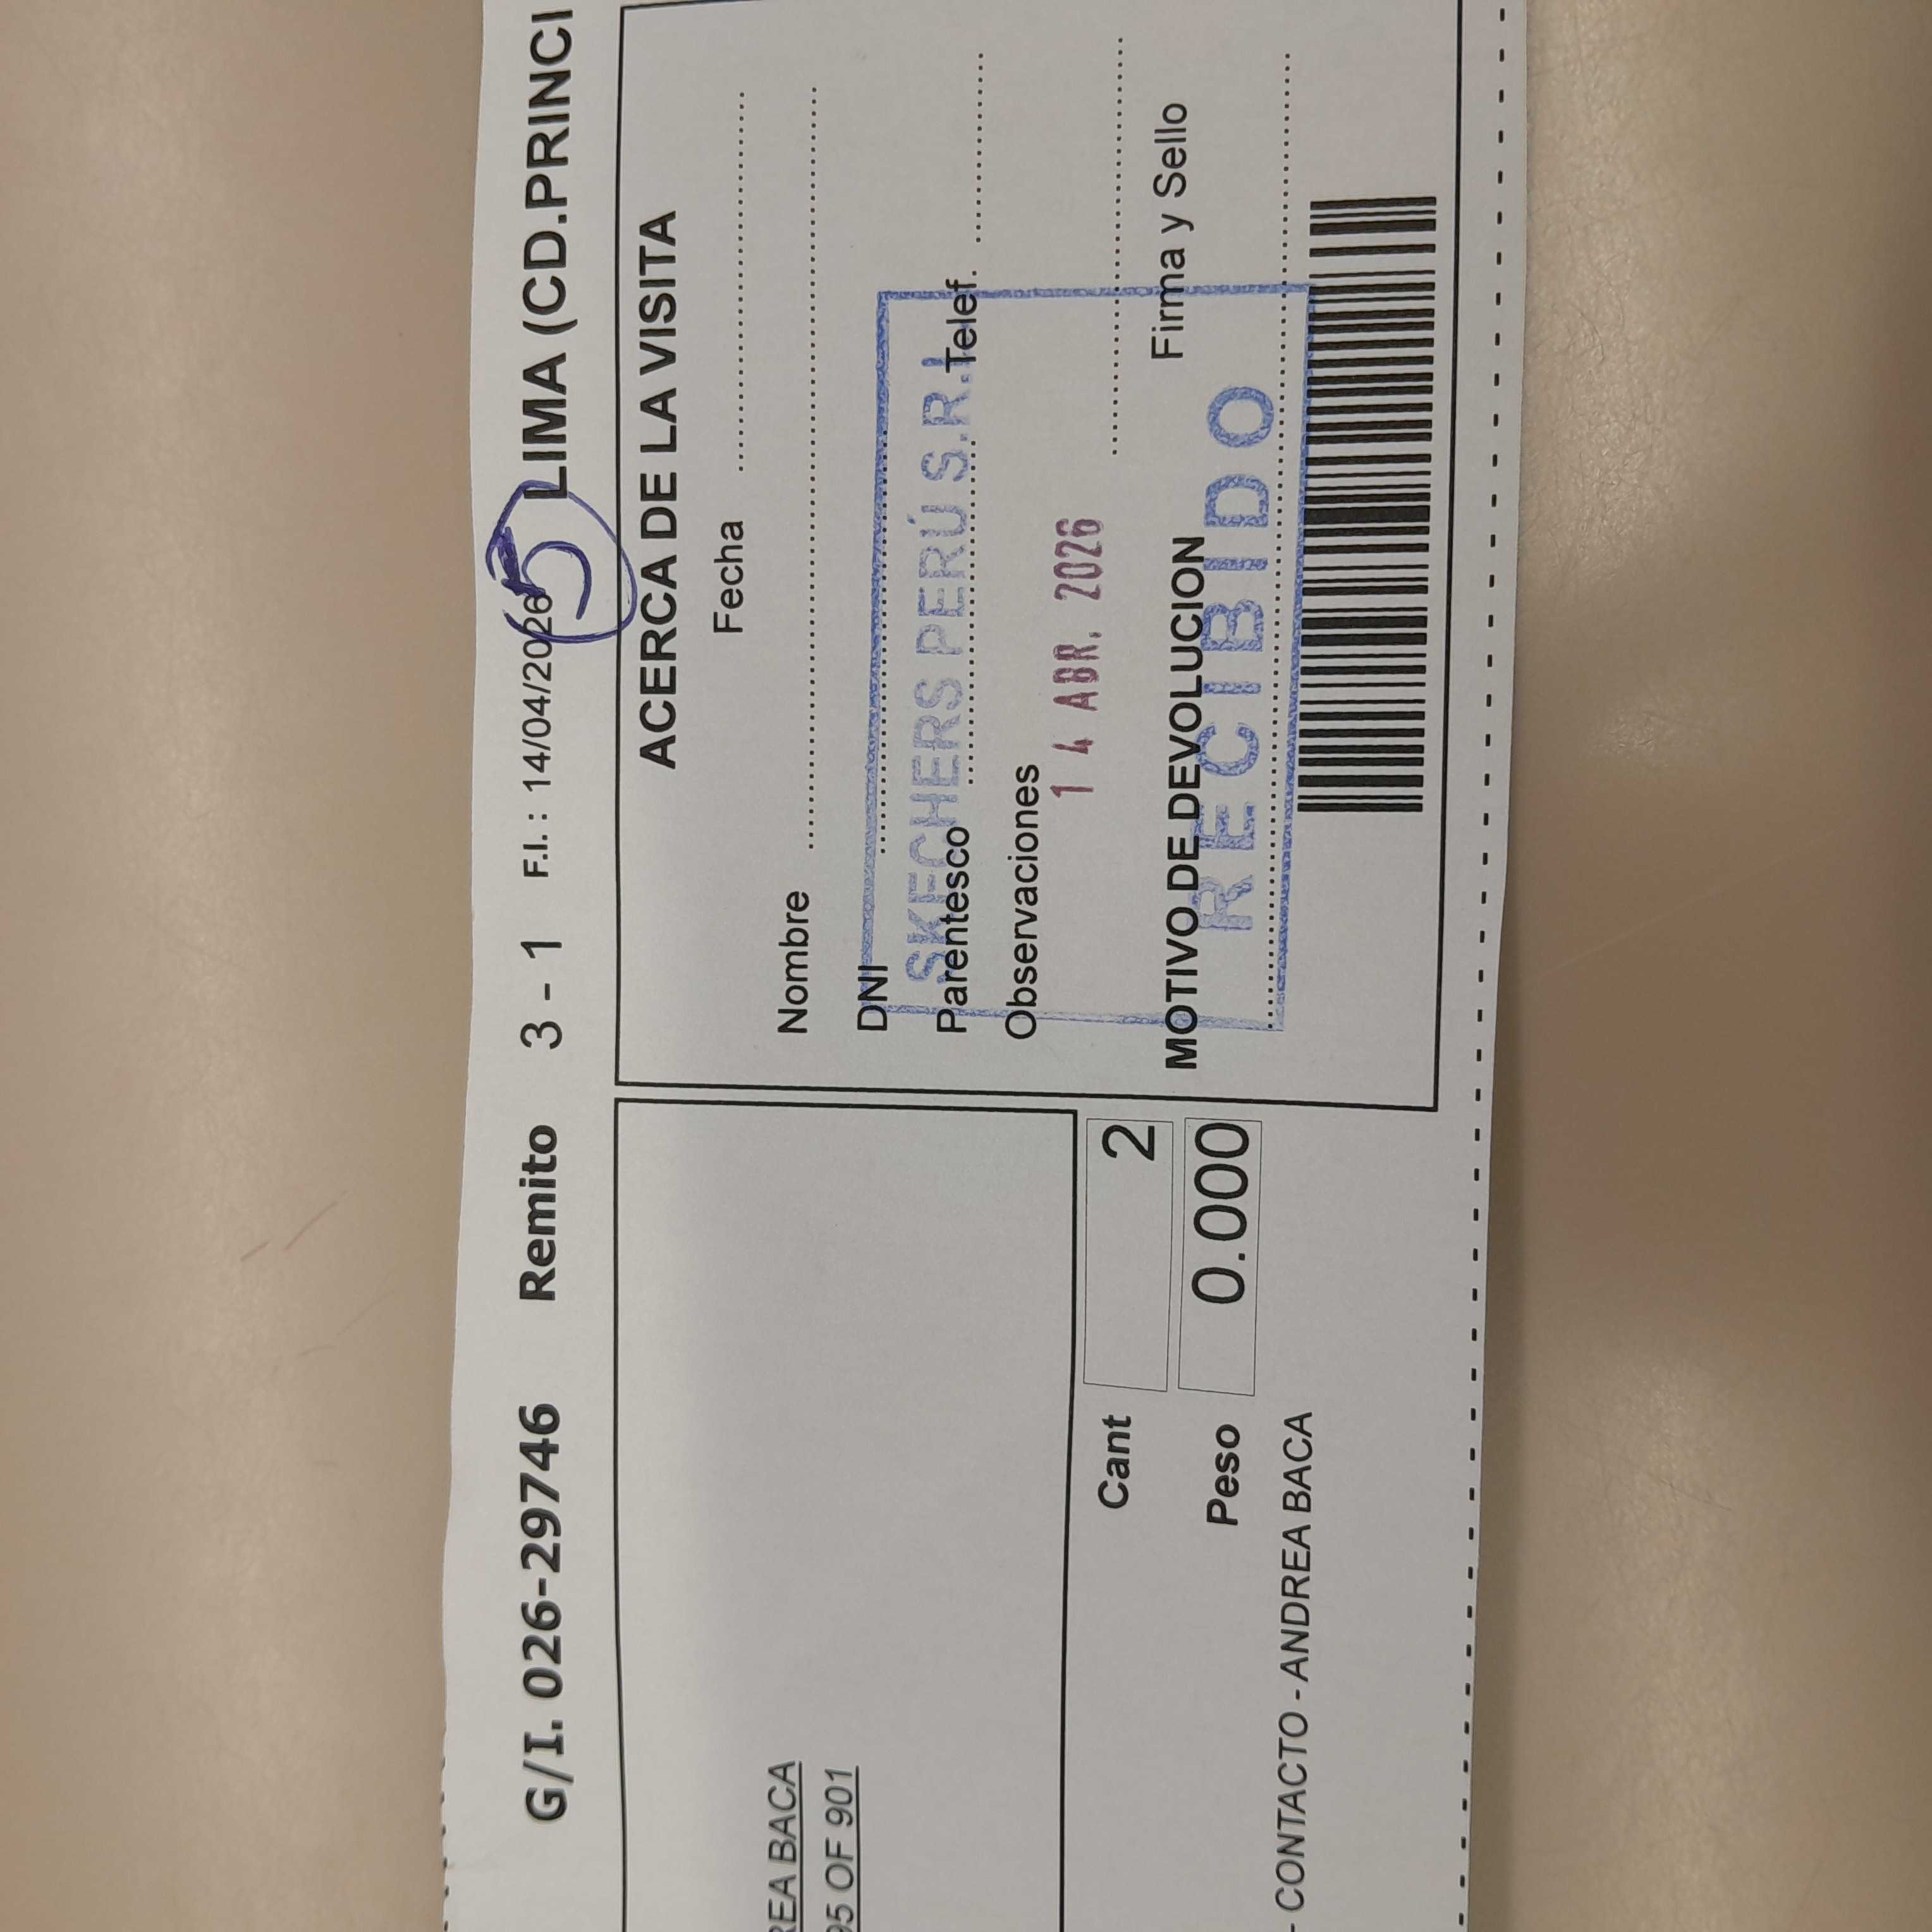 G/I. 026-29746 Remito 3 - 1 F.I. : 14/04/2026 5 LIMA (CD.PRINCI
REA BACA
95 OF 901
Cant 2
Peso 0.000
- CONTACTO - ANDREA BACA
ACERCA DE LA VISITA
Fecha
Nombre
DNI
SKECHERS PERÚ S.R.L
Parentesco Telef.
Observaciones
14 ABR. 2026
MOTIVO DE DEVOLUCION Firma y Sello
RECIBIDO